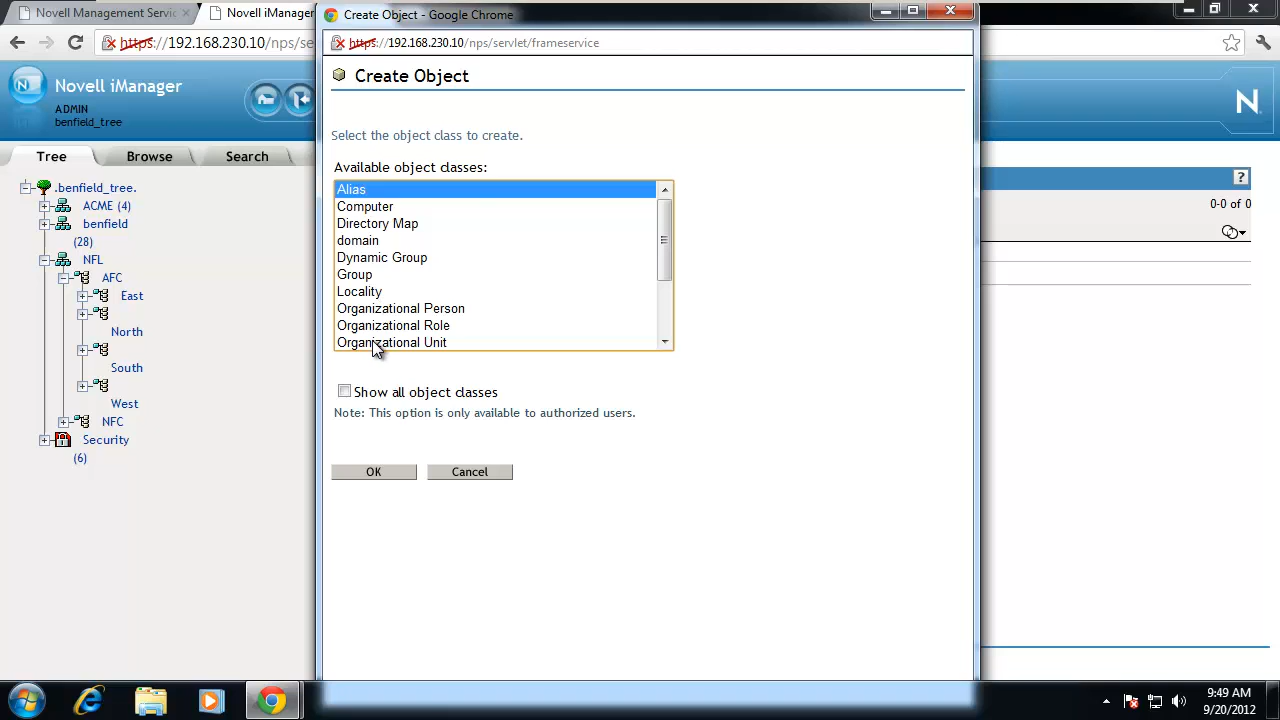 Novell Management Servic
Novell iManager
Create Object - Google Chrome
https://192.168.230.10/nps/se
https://192.168.230.10/nps/servlet/frameservice
Novell iManager
ADMIN
benfield_tree
N
Create Object
Tree
Browse
Search
Select the object class to create.
Available object classes:
Alias
Computer
Directory Map
domain
Dynamic Group
Group
Locality
Organizational Person
Organizational Role
Organizational Unit
Show all object classes
Note: This option is only available to authorized users.
OK
Cancel
.benfield_tree.
ACME (4)
benfield
(28)
NFL
AFC
East
North
South
West
NFC
Security
(6)
?
0-0 of 0
9:49 AM
9/20/2012